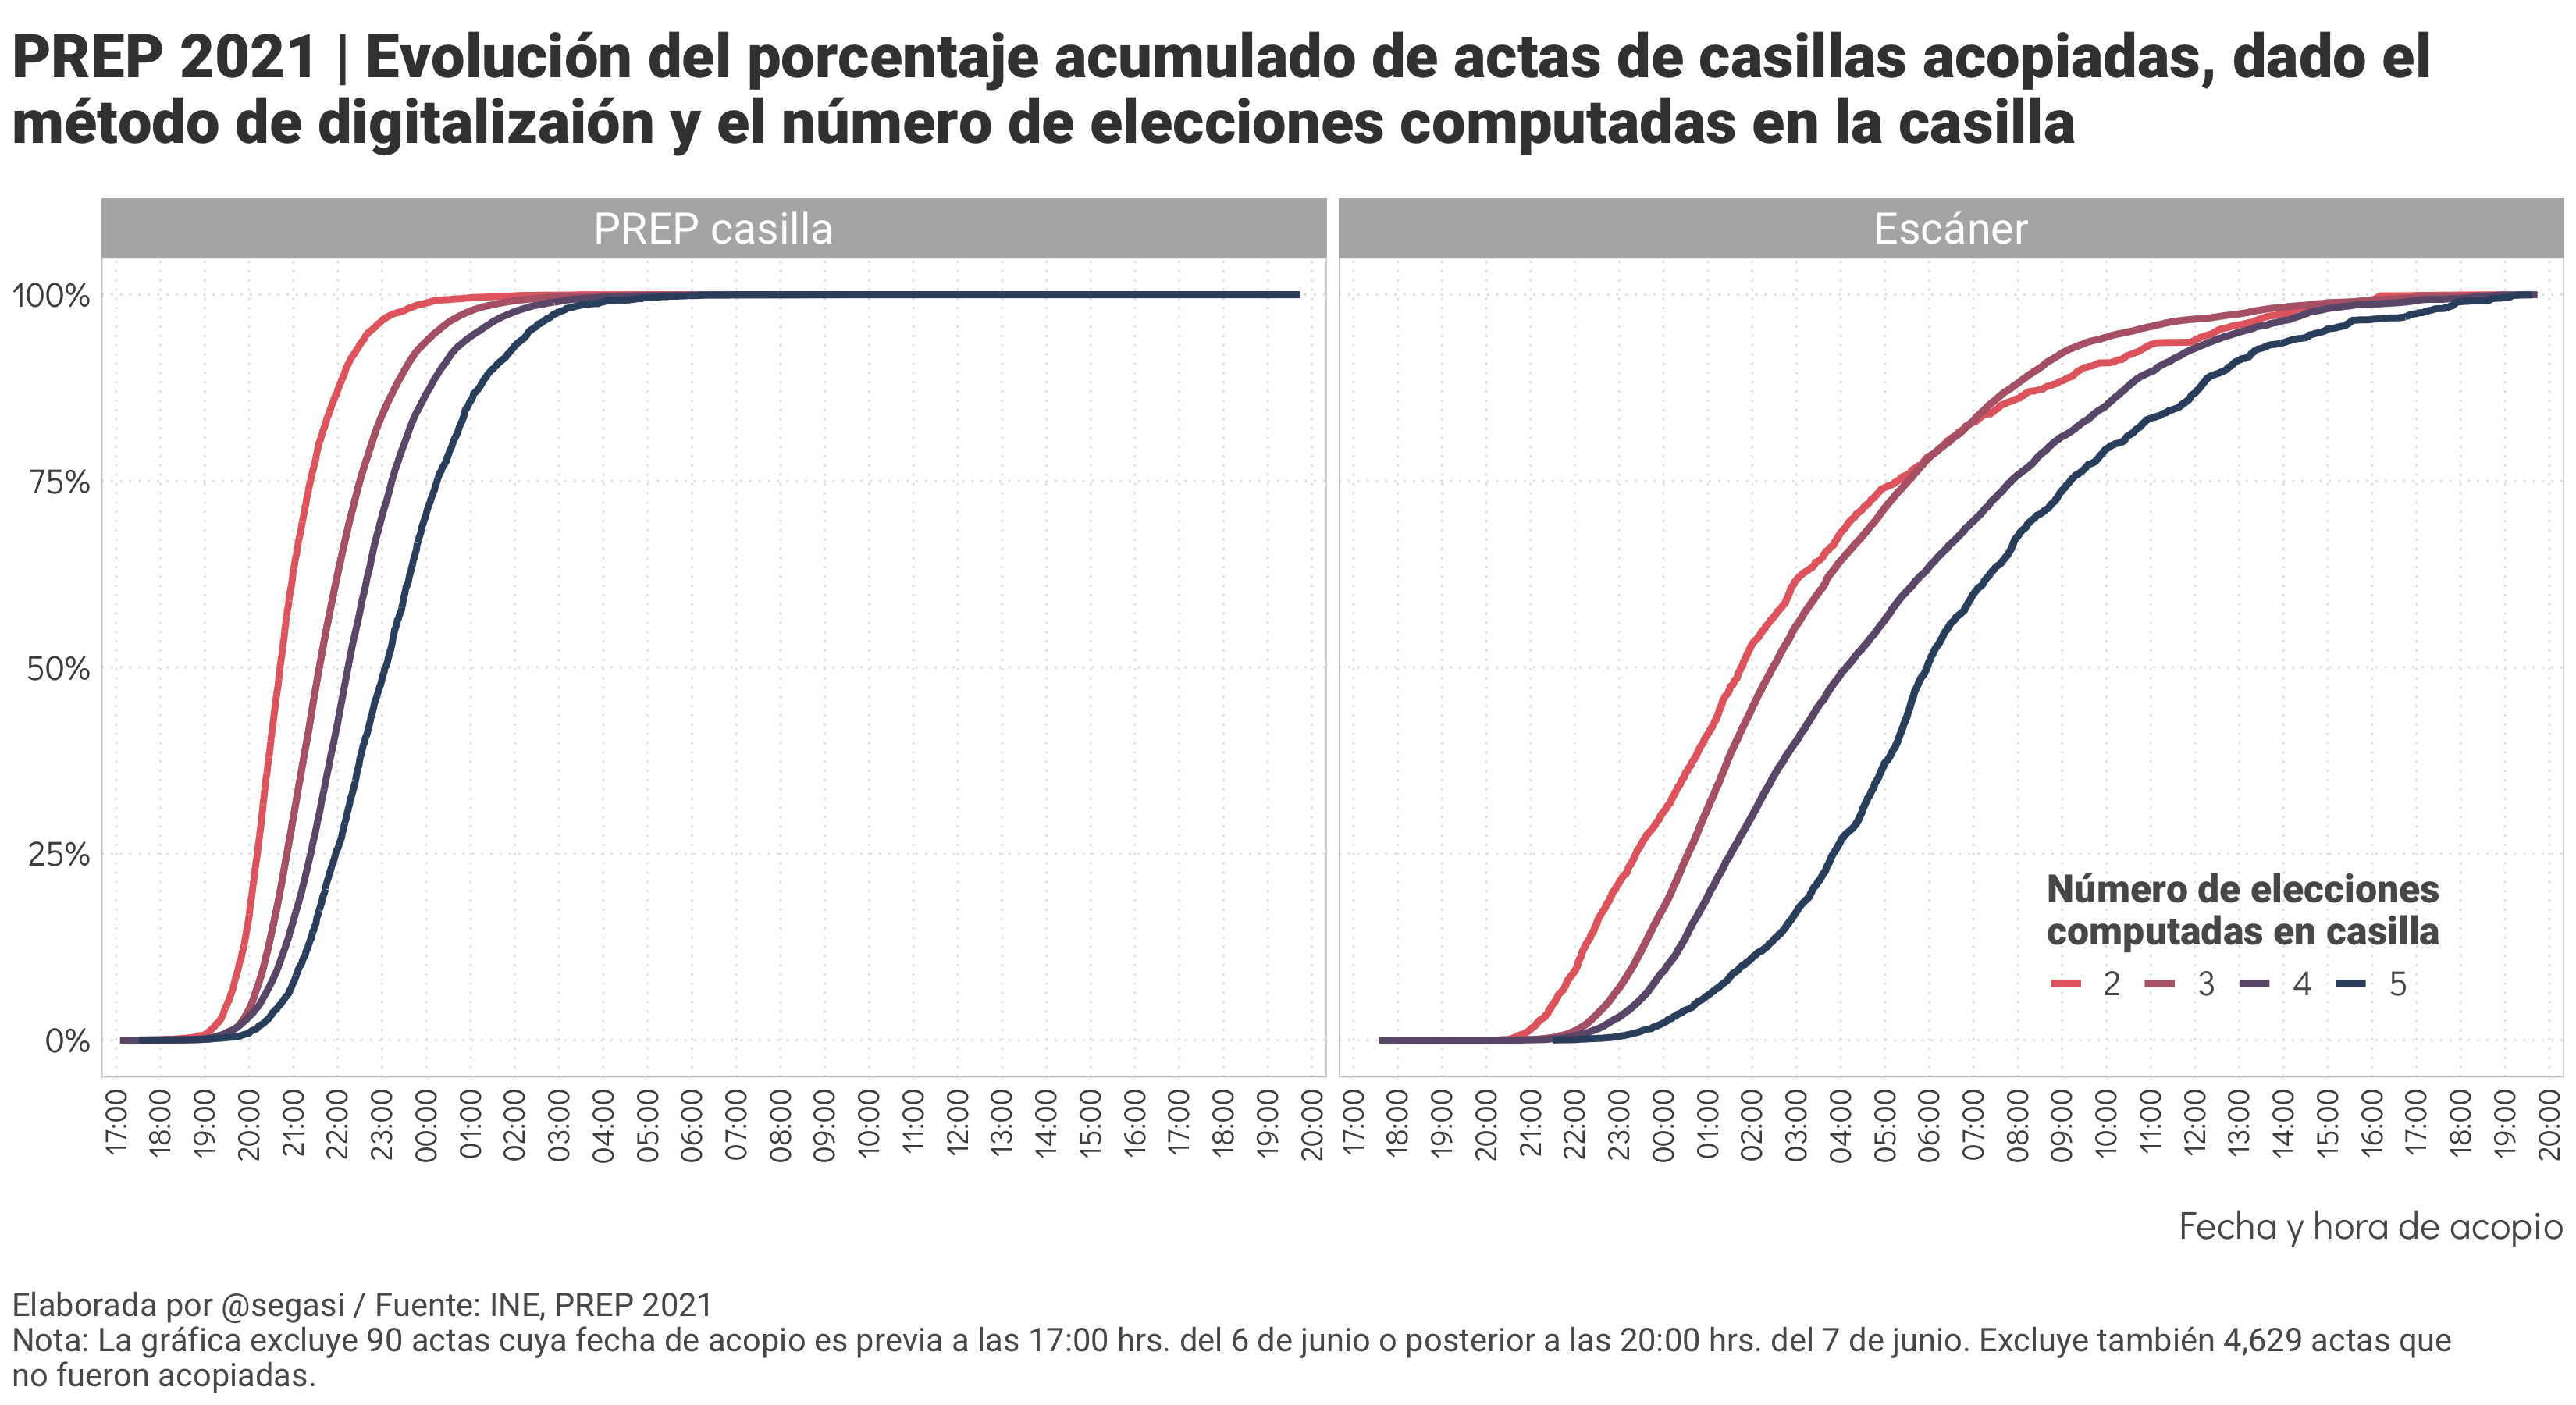 PREP 2021 | Evolución del porcentaje acumulado de actas de casillas acopiadas, dado el
método de digitalizaión y el número de elecciones computadas en la casilla
PREP casilla
Escáner
100%
75%
50%
25%
0%
Número de elecciones
computadas en casilla
2 3 4 5
17:00 18:00 19:00 20:00 21:00 22:00 23:00 00:00 01:00 02:00 03:00 04:00 05:00 06:00 07:00 08:00 09:00 10:00 11:00 12:00 13:00 14:00 15:00 16:00 17:00 18:00 19:00 20:00
17:00 18:00 19:00 20:00 21:00 22:00 23:00 00:00 01:00 02:00 03:00 04:00 05:00 06:00 07:00 08:00 09:00 10:00 11:00 12:00 13:00 14:00 15:00 16:00 17:00 18:00 19:00 20:00
Fecha y hora de acopio
Elaborada por @segasi / Fuente: INE, PREP 2021
Nota: La gráfica excluye 90 actas cuya fecha de acopio es previa a las 17:00 hrs. del 6 de junio o posterior a las 20:00 hrs. del 7 de junio. Excluye también 4,629 actas que
no fueron acopiadas.